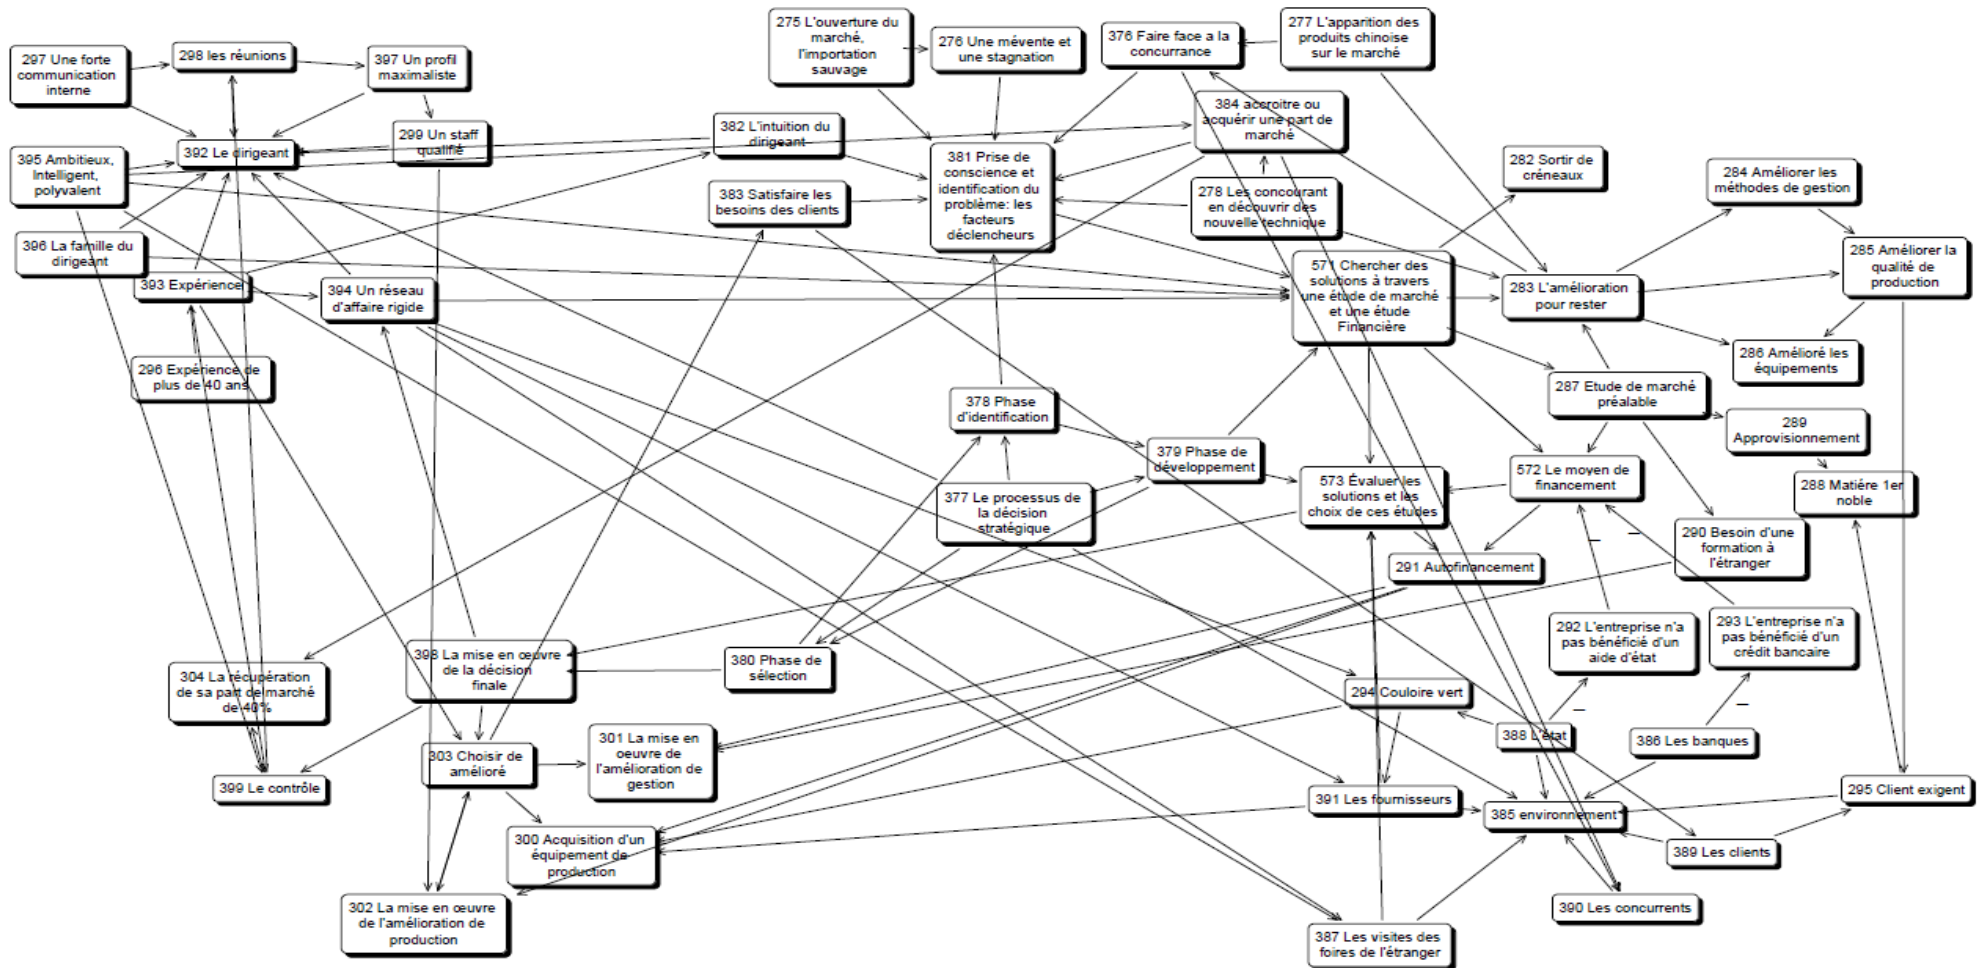 275 L'ouverture du
marché,
l'importation
sauvage
276 Une mévente et
une stagnation
376 Faire face a la
concurrance
277 L'apparition des
produits chinoise
sur le marché
297 Une forte
communication
interne
298 les réunions
397 Un profil
maximaliste
299 Un staff
qualifié
392 Le dirigeant
395 Ambitieux,
Intelligent,
polyvalent
382 L'intuition du
dirigeant
384 accroitre ou
acquérir une part de
marché
381 Prise de
conscience et
identification du
problème: les
facteurs
déclencheurs
383 Satisfaire les
besoins des clients
278 Les concourant
en découvrir des
nouvelle technique
282 Sortir de
créneaux
284 Améliorer les
méthodes de gestion
396 La famille du
dirigeant
393 Expérience
394 Un réseau
d'affaire rigide
571 Chercher des
solutions à travers
une étude de marché
et une étude
Financière
283 L'amélioration
pour rester
285 Améliorer la
qualité de
production
286 Amélioré les
équipements
296 Expérience de
plus de 40 ans
287 Etude de marché
préalable
378 Phase
d'identification
289
Approvisionnement
379 Phase de
développement
377 Le processus de
la décision
stratégique
573 Évaluer les
solutions et les
choix de ces études
572 Le moyen de
financement
288 Matiére 1er
noble
290 Besoin d'une
formation à
l'étranger
291 Autofinancement
292 L'entreprise n'a
pas bénéficié d'un
aide d'état
293 L'entreprise n'a
pas bénéficié d'un
crédit bancaire
304 La récupération
de sa part de marché
de 40%
398 La mise en œuvre
de la décision
finale
380 Phase de
sélection
294 Couloire vert
388 L'état
386 Les banques
301 La mise en
oeuvre de
l'amélioration de
gestion
303 Choisir de
amélioré
399 Le contrôle
391 Les fournisseurs
385 environnement
295 Client exigent
300 Acquisition d'un
équipement de
production
389 Les clients
302 La mise en œuvre
de l'amélioration de
production
390 Les concurrents
387 Les visites des
foires de l'étranger